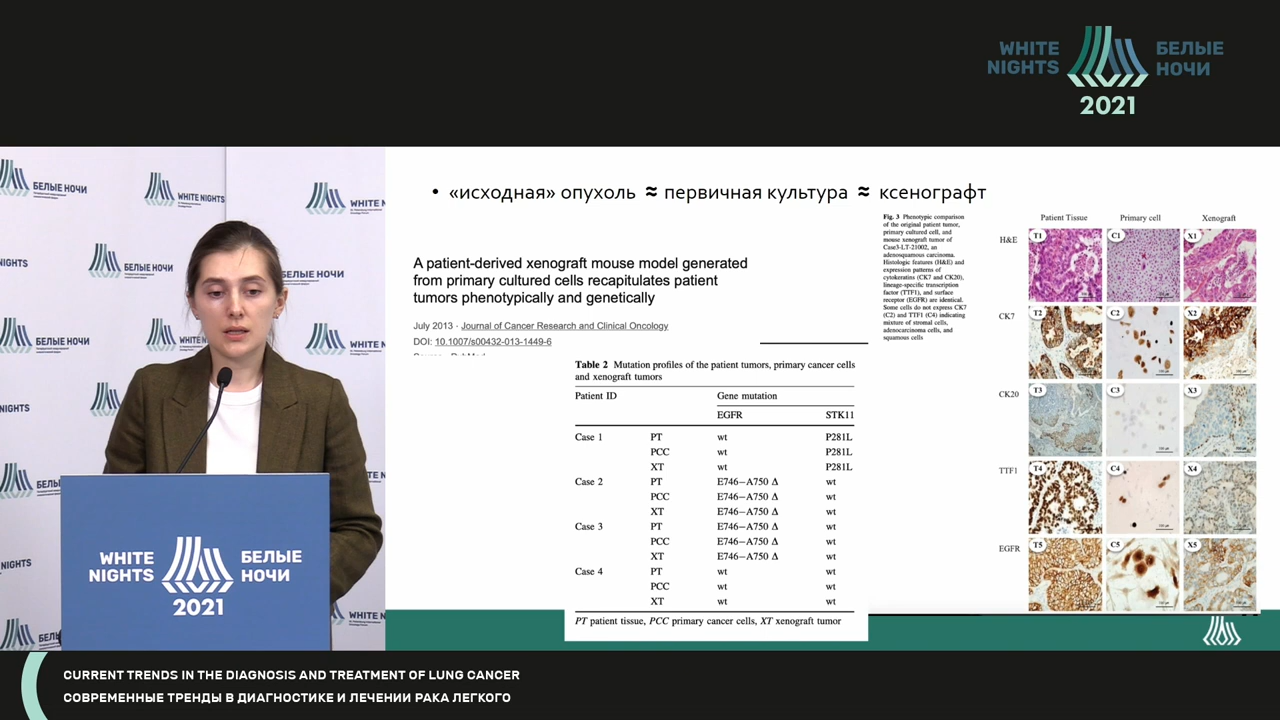 WHITE
NIGHTS
БЕЛЫЕ
НОЧИ
2021
• «исходная» опухоль ≈ первичная культура ≈ ксенографт
A patient-derived xenograft mouse model generated
from primary cultured cells recapitulates patient
tumors phenotypically and genetically
July 2013 · Journal of Cancer Research and Clinical Oncology
DOI: 10.1007/s00432-013-1449-6
Table 2 Mutation profiles of the patient tumors, primary cancer cells
and xenograft tumors
Patient ID Gene mutation
EGFR STK11
Case 1 PT wt P281L
PCC wt P281L
XT wt P281L
Case 2 PT E746–A750 Δ wt
PCC E746–A750 Δ wt
XT E746–A750 Δ wt
Case 3 PT E746–A750 Δ wt
PCC E746–A750 Δ wt
XT E746–A750 Δ wt
Case 4 PT wt wt
PCC wt wt
XT wt wt
PT patient tissue, PCC primary cancer cells, XT xenograft tumor
Fig. 3 Phenotypic comparison
of the original patient tumor,
primary cultured cell, and
mouse xenograft tumor of
Case3-LT-21002, an
adenosquamous carcinoma.
Histologic features (H&E) and
expression patterns of
cytokeratins (CK7 and CK20),
lineage-specific transcription
factor (TTF1), and surface
receptor (EGFR) are identical.
Some cells do not express CK7
(C2) and TTF1 (C4) indicating
mixture of stromal cells,
adenocarcinoma cells, and
squamous cells
Patient Tissue Primary cell Xenograft
H&E T1 C1 X1
CK7 T2 C2 X2
CK20 T3 C3 X3
TTF1 T4 C4 X4
EGFR T5 C5 X5
БЕЛЫЕ НОЧИ
WHITE NIGHTS
WHITE
NIGHTS
БЕЛЫЕ
НОЧИ
2021
CURRENT TRENDS IN THE DIAGNOSIS AND TREATMENT OF LUNG CANCER
СОВРЕМЕННЫЕ ТРЕНДЫ В ДИАГНОСТИКЕ И ЛЕЧЕНИИ РАКА ЛЕГКОГО